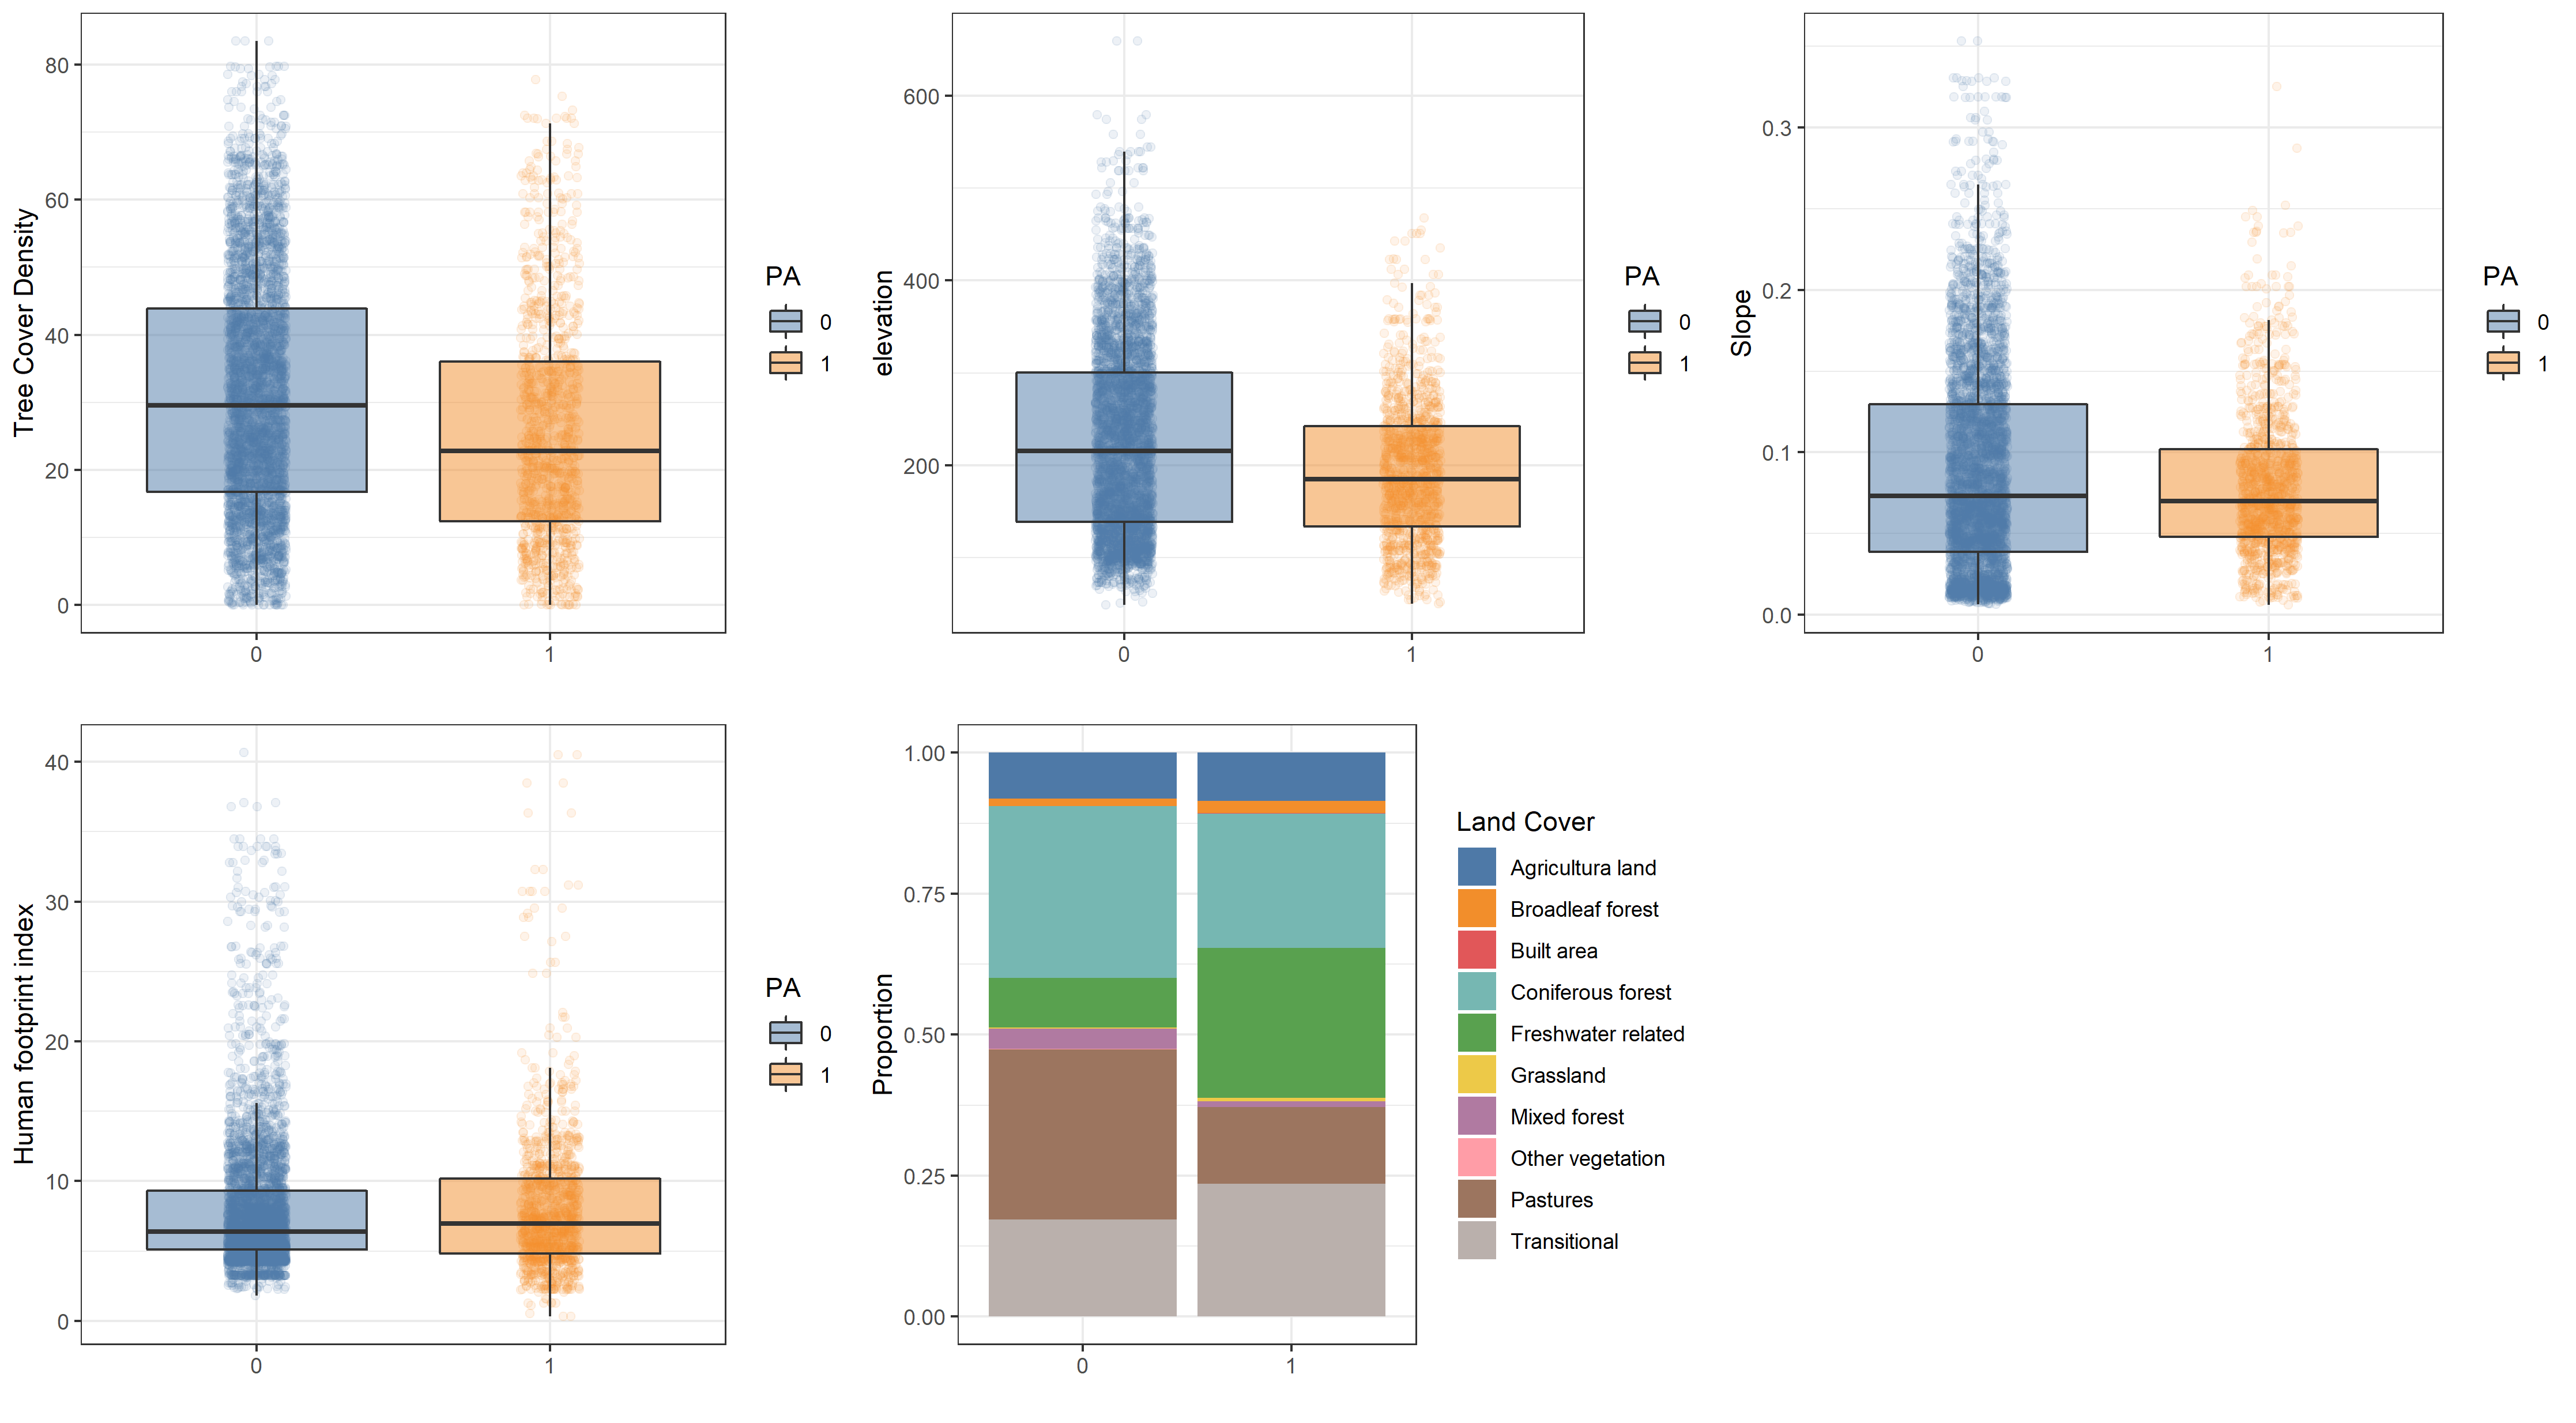 Tree Cover Density
80
60
40
20
0
0 1
PA
0
1
elevation
600
400
200
0 1
PA
0
1
Slope
0.3
0.2
0.1
0.0
0 1
PA
0
1
Human footprint index
40
30
20
10
0
0 1
PA
0
1
Proportion
1.00
0.75
0.50
0.25
0.00
0 1
Land Cover
Agricultura land
Broadleaf forest
Built area
Coniferous forest
Freshwater related
Grassland
Mixed forest
Other vegetation
Pastures
Transitional